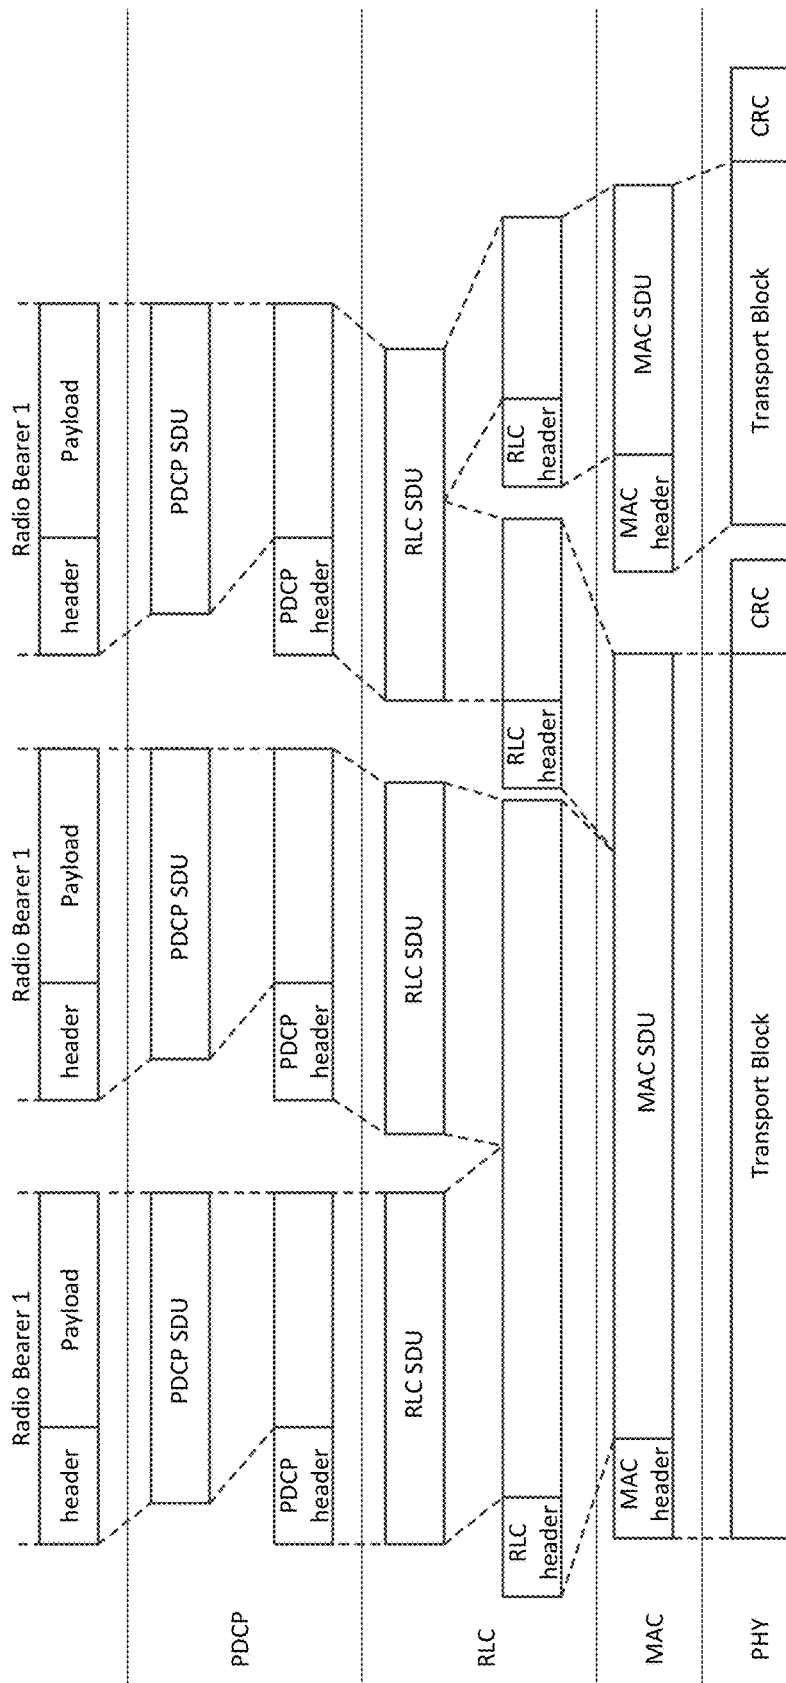 Radio Bearer 1
Radio Bearer 1
Radio Bearer 1
header
Payload
header
Payload
header
Payload
PDCP
PDCP SDU
PDCP SDU
PDCP SDU
PDCP
header
PDCP
header
PDCP
header
RLC
RLC SDU
RLC SDU
RLC SDU
RLC
header
RLC
header
RLC
header
MAC
MAC
header
MAC SDU
MAC
header
MAC SDU
PHY
Transport Block
CRC
Transport Block
CRC